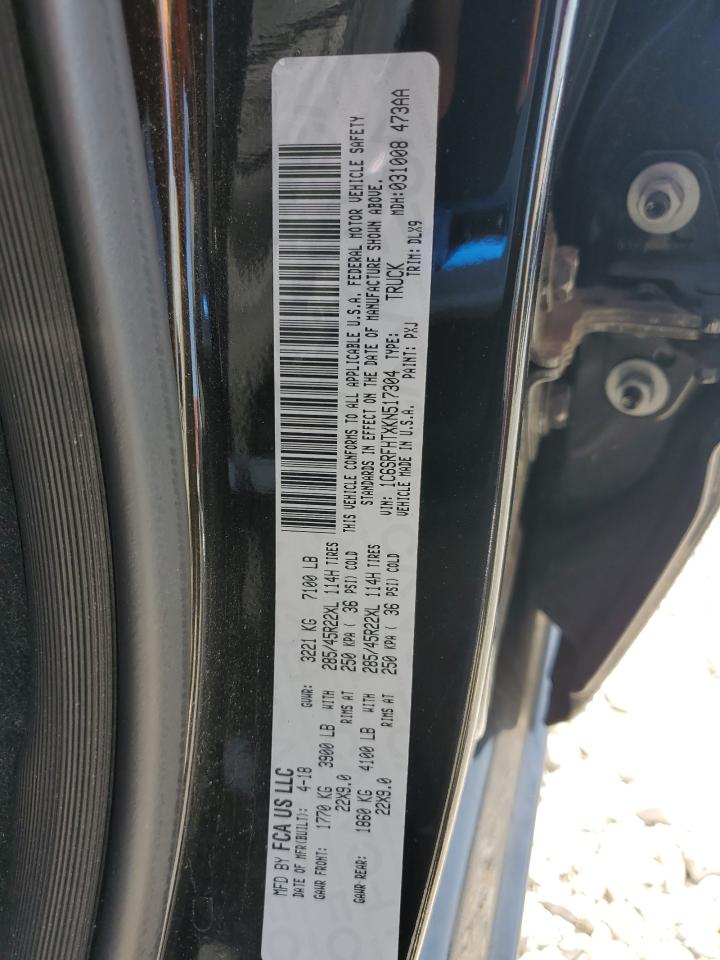 MFD BY FCA US LLC
DATE OF MFR(BUILT): 4-18 GVWR: 3221 KG 7100 LB
GAWR FRONT: 1770 KG 3900 LB WITH 285/45R22XL 114H TIRES
22X9.0 RIMS AT 250 KPA ( 36 PSI) COLD
GAWR-REAR: 1860 KG 4100 LB WITH 285/45R22XL 114H TIRES
22X9.0 RIMS AT 250 KPA ( 36 PSI) COLD
THIS VEHICLE CONFORMS TO ALL APPLICABLE U.S.A. FEDERAL MOTOR VEHICLE SAFETY
STANDARDS IN EFFECT ON THE DATE OF MANUFACTURE SHOWN ABOVE.
VIN: 1C6SRFHTXKN517304 TYPE: TRUCK MDH:031008 473AA
VEHICLE MADE IN U.S.A. PAINT: PXJ TRIM: DLX9